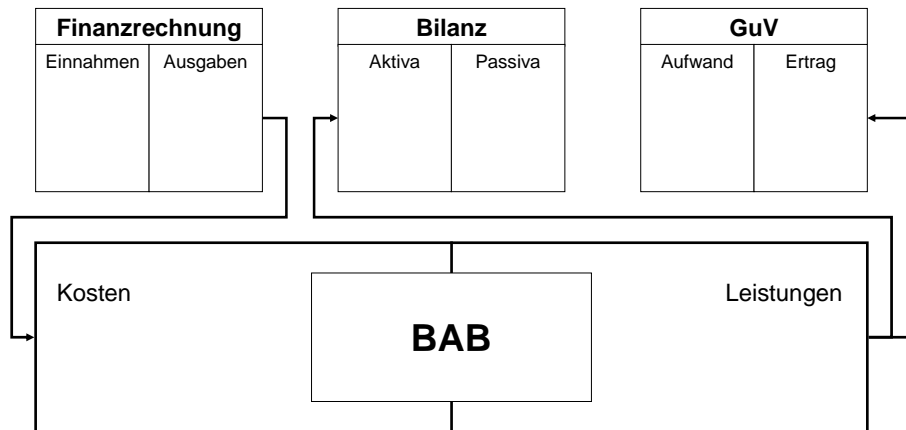 Finanzrechnung
Einnahmen Ausgaben
Bilanz
Aktiva Passiva
GuV
Aufwand Ertrag
Kosten
BAB
Leistungen